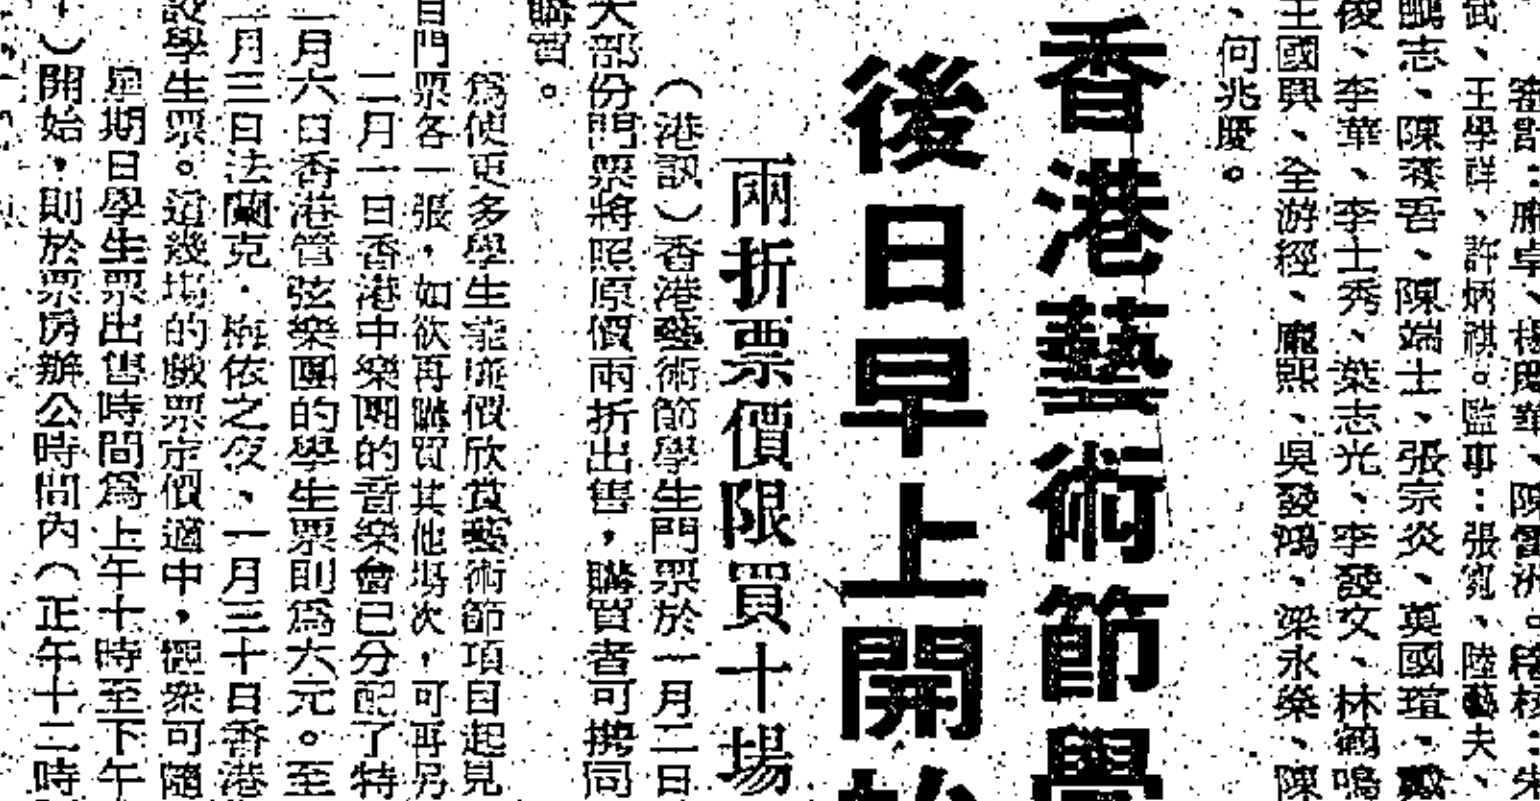 武、王學群、許炳祺。監事：張寬、陸藝夫、
鵬志、陳荛吾、陳端士、張宗炎、莫國瑄、戴
俊、李華、李士秀、葉志光、李發文、林鶴鳴
王國興、全游經、龐熙、吳發鴻、梁永燊、陳
、何兆慶。
香港藝術節學
後日早上開始
兩折票價限買十場
（港訊）香港藝術節學生門票於一月二日
大部份門票將照原價兩折出售，購買者可携同
購買。
爲使更多學生能廉價欣賞藝術節項目起見
目門票各一張，如欲再購買其他場次，可再另
二月一日香港中樂團的音樂會已分配了特
二月六日香港管弦樂團的學生票則爲六元。至
月三日法蘭克·梅依之夜、一月三十日香港
設學生票。這幾場的戲票定價適中，觀衆可隨
星期日學生票出售時間爲上午十時至下午
）開始，則於票房辦公時間內（正午十二時